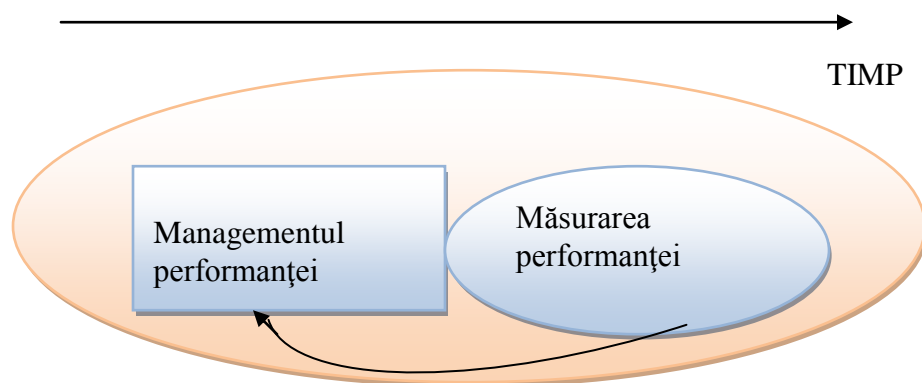 TIMP
Managementul
performanţei
Măsurarea
performanţei